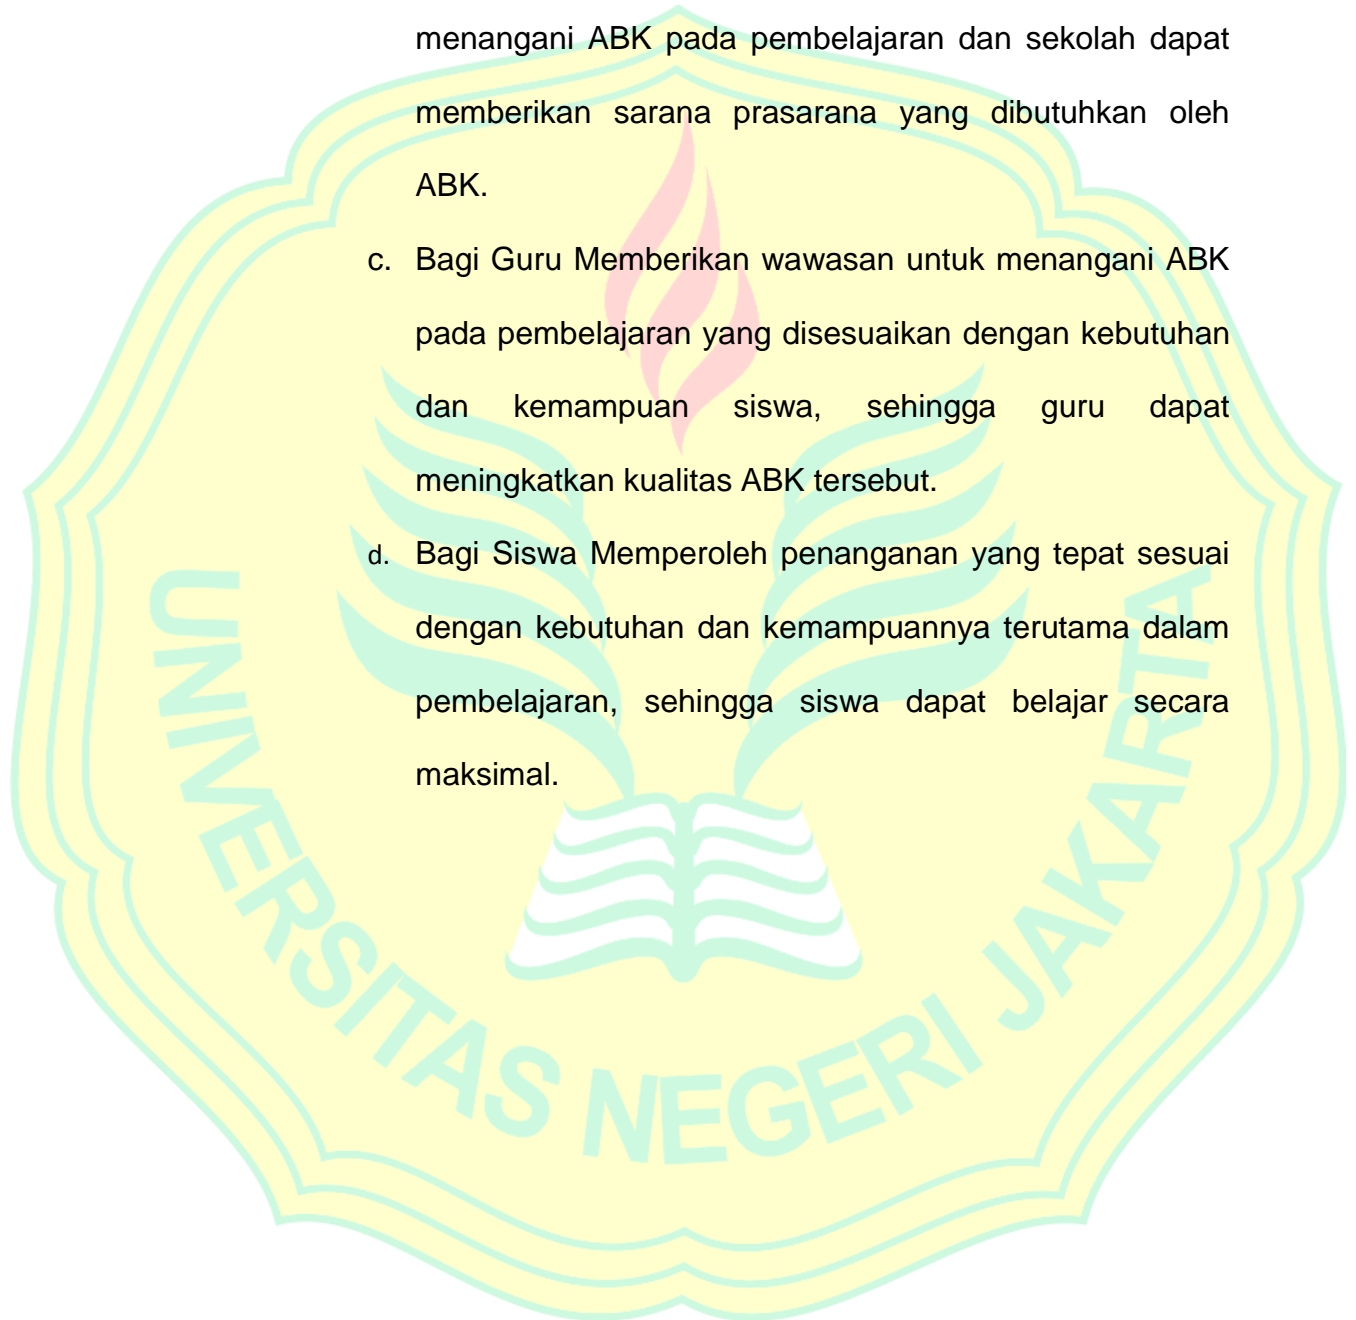 menangani ABK pada pembelajaran dan sekolah dapat
memberikan sarana prasarana yang dibutuhkan oleh
ABK.
c. Bagi Guru Memberikan wawasan untuk menangani ABK
pada pembelajaran yang disesuaikan dengan kebutuhan
dan kemampuan siswa, sehingga guru dapat
meningkatkan kualitas ABK tersebut.
d. Bagi Siswa Memperoleh penanganan yang tepat sesuai
dengan kebutuhan dan kemampuannya terutama dalam
pembelajaran, sehingga siswa dapat belajar secara
maksimal.
UNIVERSITAS NEGERI JAKARTA